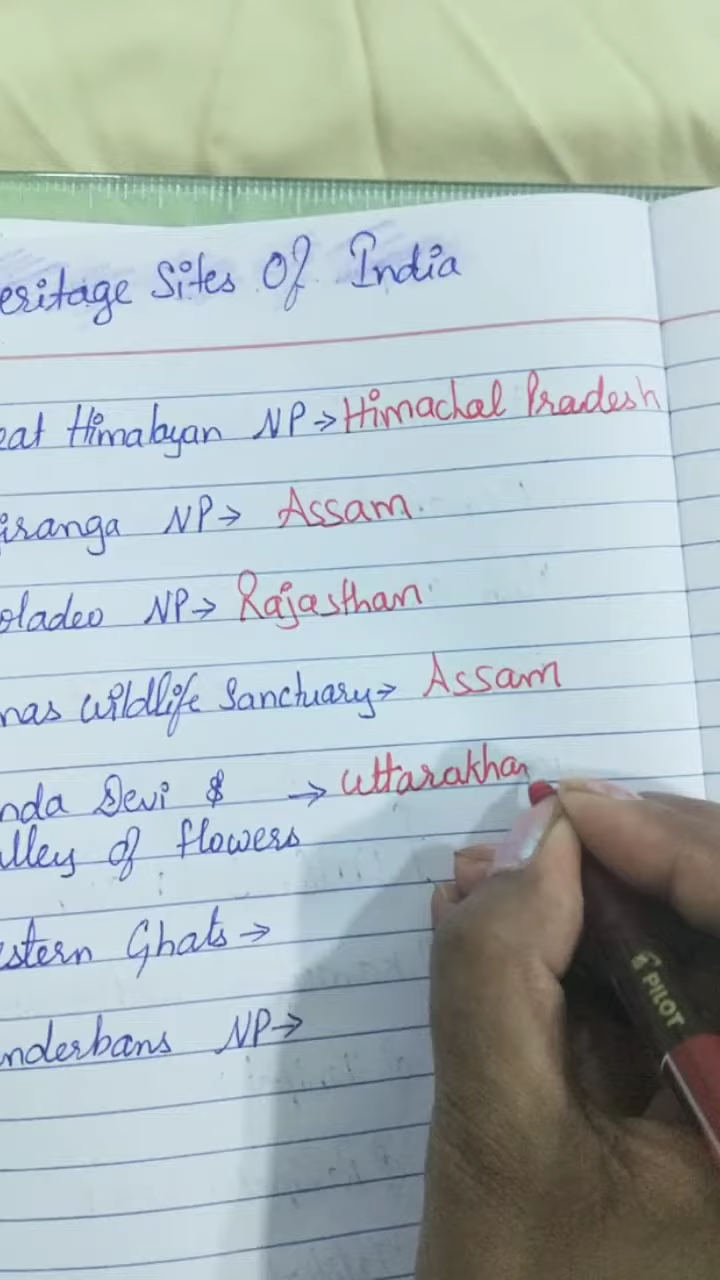 eritage Sites Of India
eat Himalayan NP→ Himachal Pradesh
iranga NP→ Assam.
oladeo NP→ Rajasthan
nas Wildlife Sanctuary→ Assam
nda Devi & → Uttarakhan
alley of flowers
stern Ghats→
nderbans NP→
PILOT